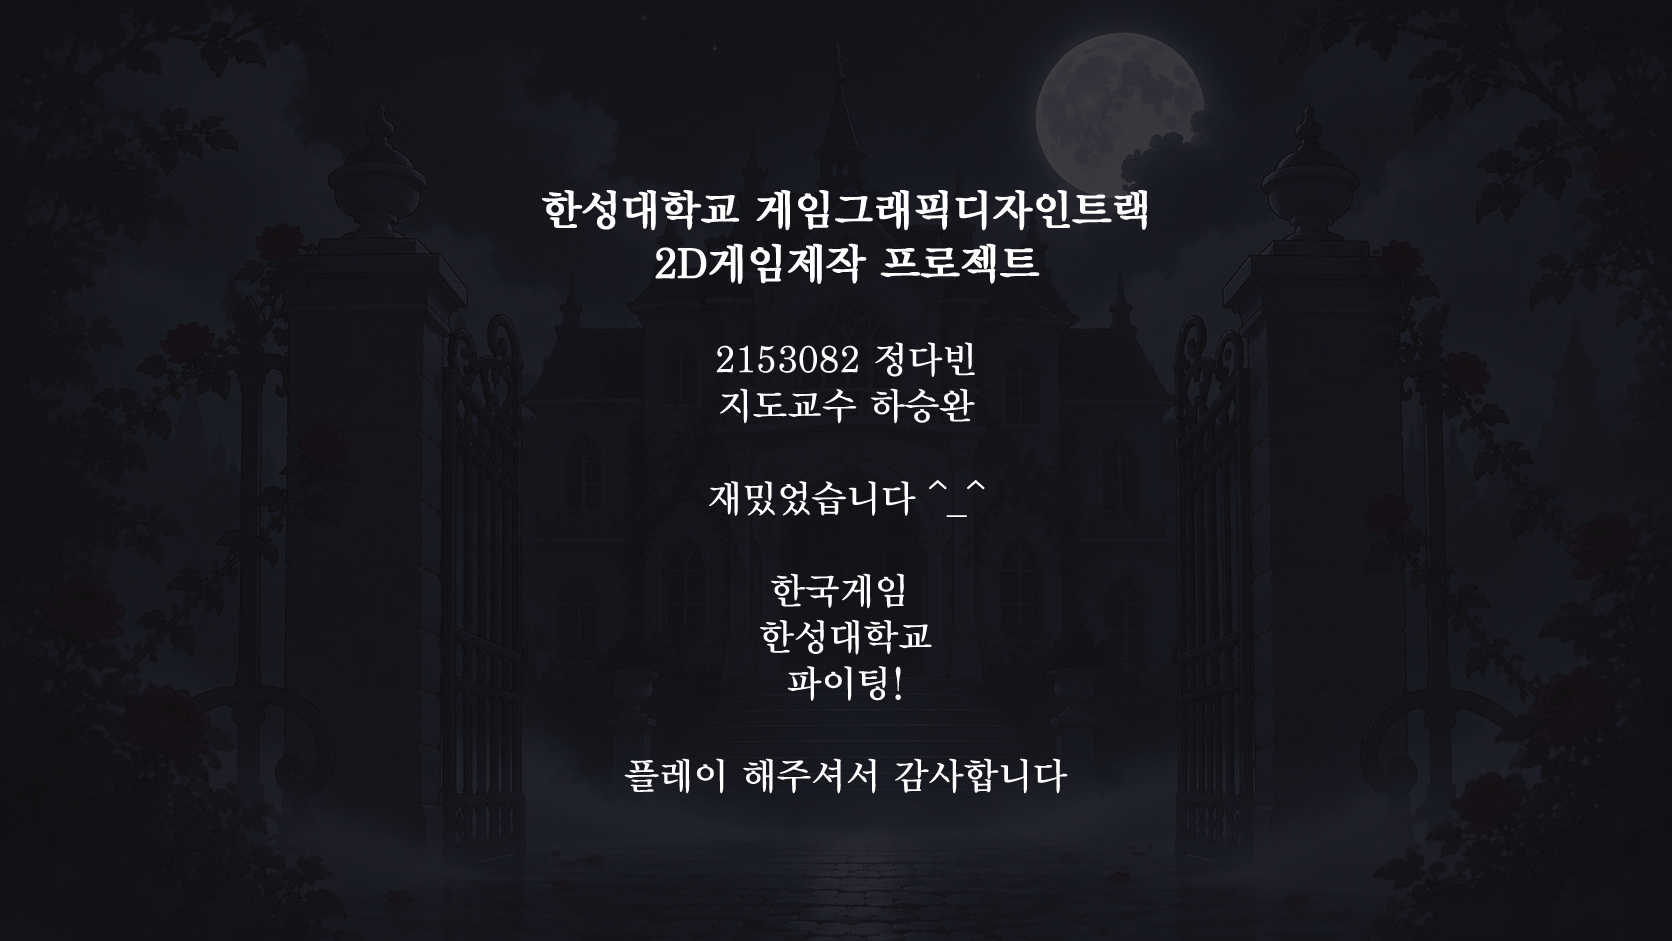 한성대학교 게임그래픽디자인트랙
2D게임제작 프로젝트
2153082 정다빈
지도교수 하승완
재밌었습니다 ^_^
한국게임
한성대학교
파이팅!
플레이 해주셔서 감사합니다